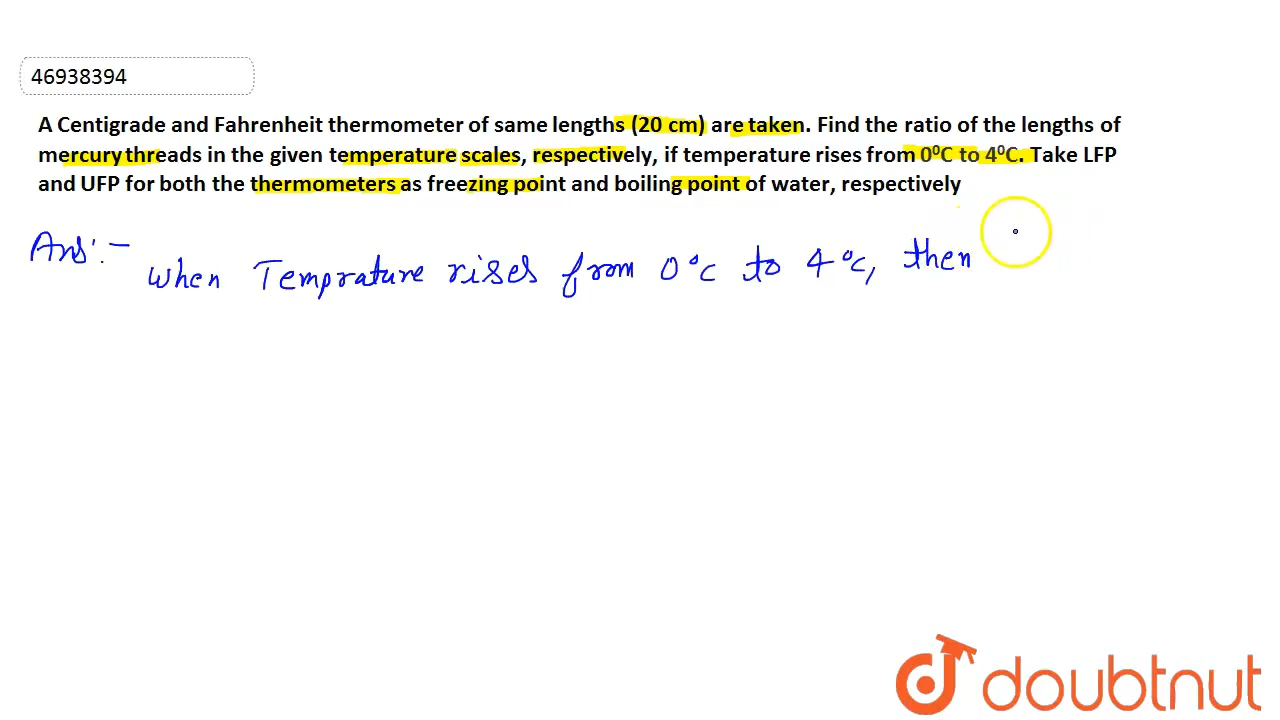 46938394
A Centigrade and Fahrenheit thermometer of same lengths (20 cm) are taken. Find the ratio of the lengths of
mercury threads in the given temperature scales, respectively, if temperature rises from 0⁰C to 4⁰C. Take LFP
and UFP for both the thermometers as freezing point and boiling point of water, respectively
Ans:- 
when Temprature rises from 0°C to 4°C, then
doubtnut